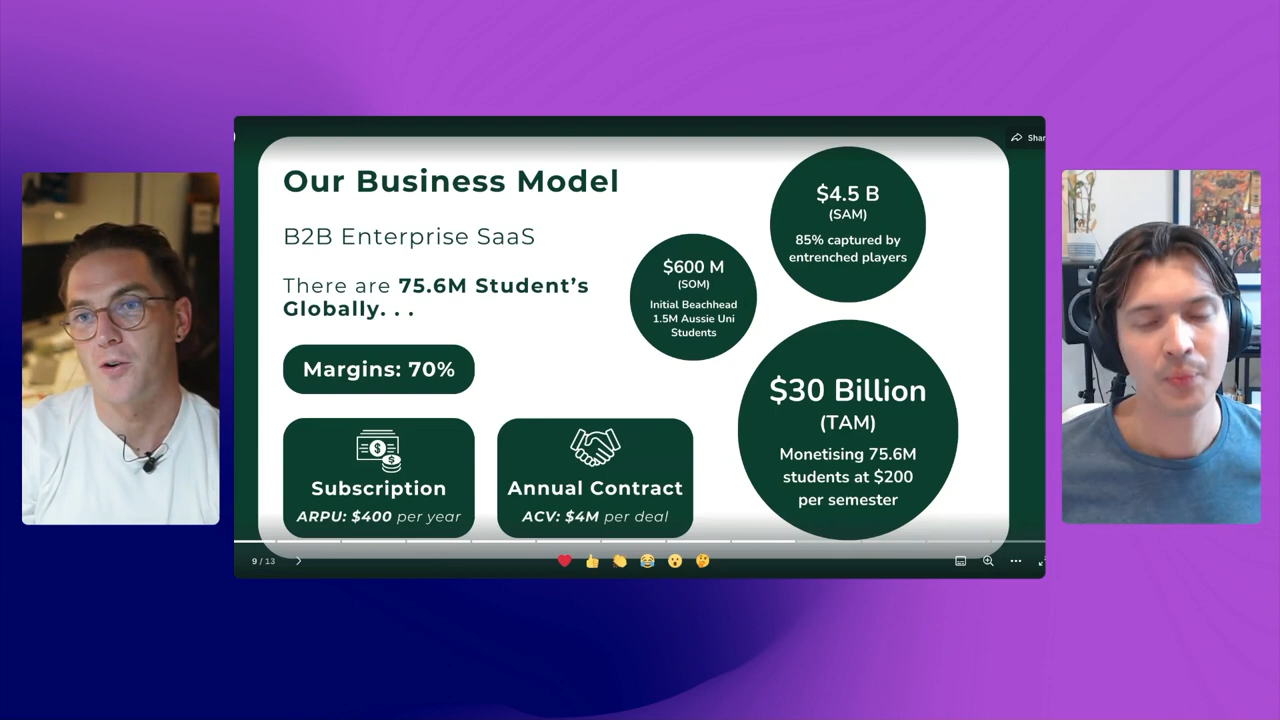 Our Business Model
B2B Enterprise SaaS
There are 75.6M Student's
Globally. . .
Margins: 70%
Subscription
ARPU: $400 per year
Annual Contract
ACV: $4M per deal
$600 M
(SOM)
Initial Beachhead
1.5M Aussie Uni
Students
$4.5 B
(SAM)
85% captured by
entrenched players
$30 Billion
(TAM)
Monetising 75.6M
students at $200
per semester
Shar
9 / 13